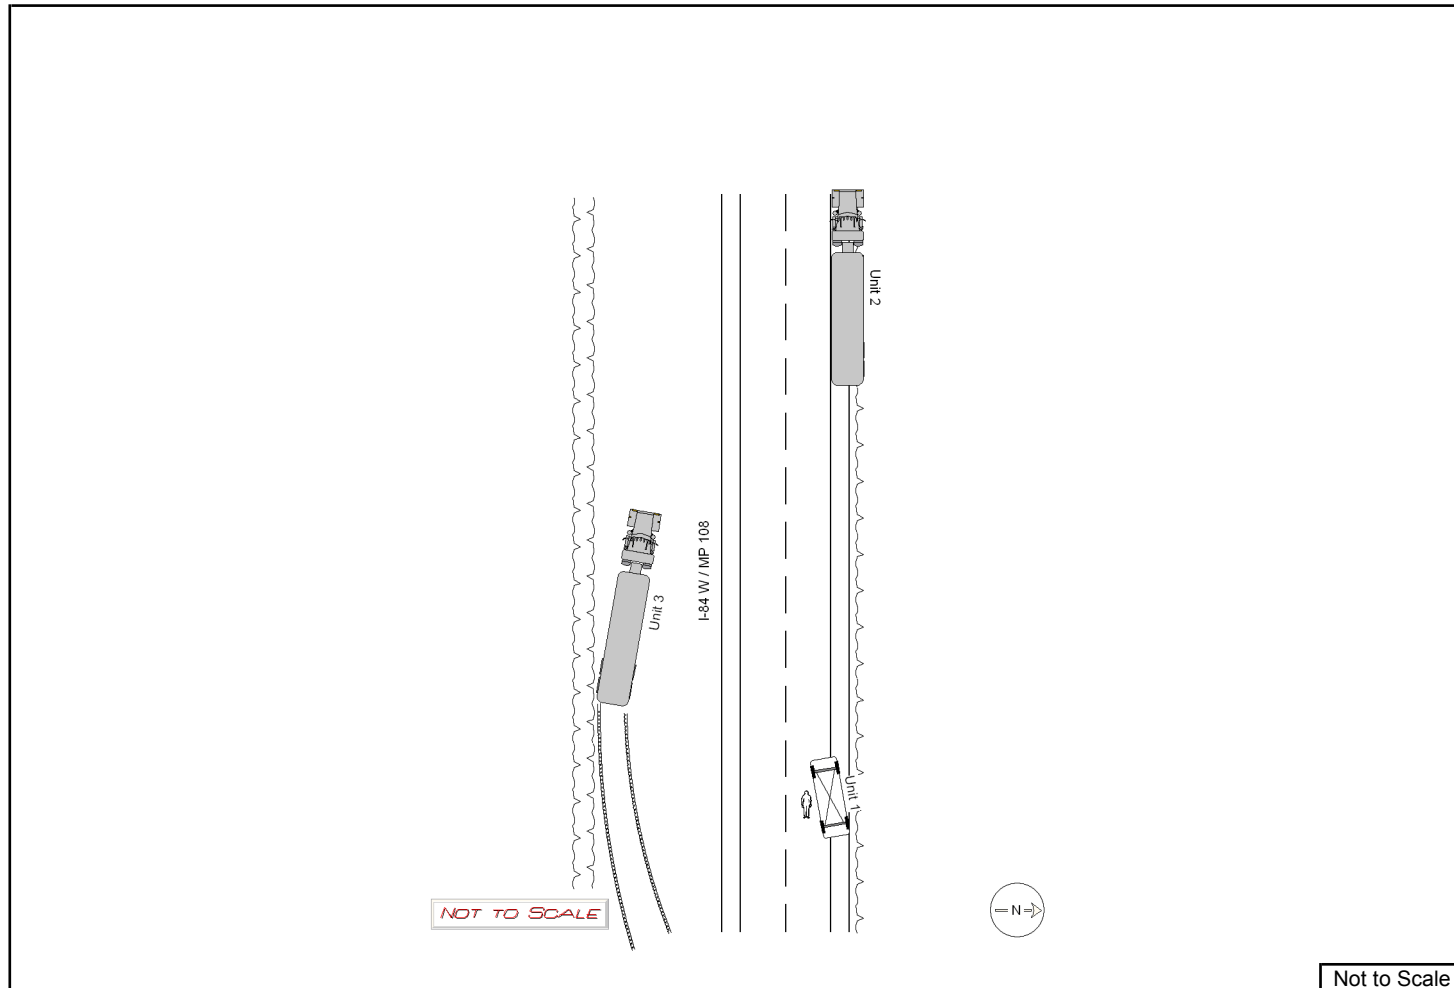 Unit 2
I-84 W / MP 108
Unit 3
Unit 1
NOT TO SCALE
N
Not to Scale